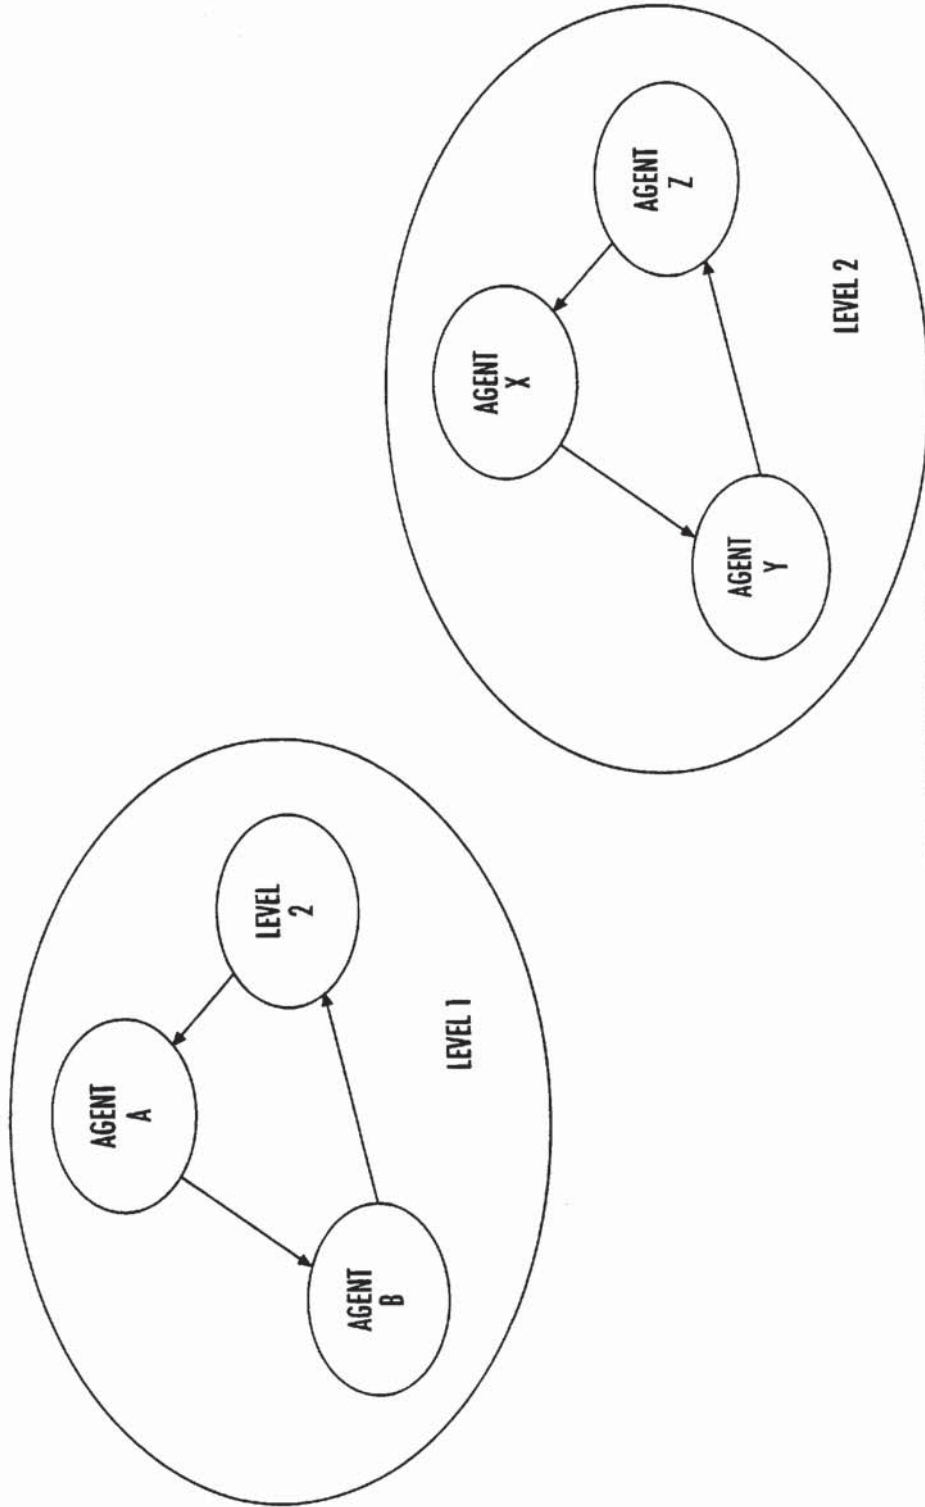 AGENT
A
AGENT
B
LEVEL
2
LEVEL 1
AGENT
X
AGENT
Y
AGENT
Z
LEVEL 2